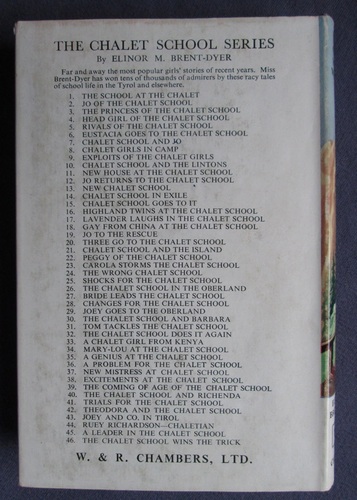 THE CHALET SCHOOL SERIES
By ELINOR M. BRENT-DYER
Far and away the most popular girls' stories of recent years. Miss
Brent-Dyer has won tens of thousands of admirers by these racy tales
of school life in the Tyrol and elsewhere.
1. THE SCHOOL AT THE CHALET
2. JO OF THE CHALET SCHOOL
3. THE PRINCESS OF THE CHALET SCHOOL
4. HEAD GIRL OF THE CHALET SCHOOL
5. RIVALS OF THE CHALET SCHOOL
6. EUSTACIA GOES TO THE CHALET SCHOOL
7. CHALET SCHOOL AND JO
8. CHALET GIRLS IN CAMP
9. EXPLOITS OF THE CHALET GIRLS
10. CHALET SCHOOL AND THE LINTONS
11. NEW HOUSE AT THE CHALET SCHOOL
12. JO RETURNS TO THE CHALET SCHOOL
13. NEW CHALET SCHOOL
14. CHALET SCHOOL IN EXILE
15. CHALET SCHOOL GOES TO IT
16. HIGHLAND TWINS AT THE CHALET SCHOOL
17. LAVENDER LAUGHS IN THE CHALET SCHOOL
18. GAY FROM CHINA AT THE CHALET SCHOOL
19. JO TO THE RESCUE
20. THREE GO TO THE CHALET SCHOOL
21. CHALET SCHOOL AND THE ISLAND
22. PEGGY OF THE CHALET SCHOOL
23. CAROLA STORMS THE CHALET SCHOOL
24. THE WRONG CHALET SCHOOL
25. SHOCKS FOR THE CHALET SCHOOL
26. THE CHALET SCHOOL IN THE OBERLAND
27. BRIDE LEADS THE CHALET SCHOOL
28. CHANGES FOR THE CHALET SCHOOL
29. JOEY GOES TO THE OBERLAND
30. THE CHALET SCHOOL AND BARBARA
31. TOM TACKLES THE CHALET SCHOOL
32. THE CHALET SCHOOL DOES IT AGAIN
33. A CHALET GIRL FROM KENYA
34. MARY-LOU AT THE CHALET SCHOOL
35. A GENIUS AT THE CHALET SCHOOL
36. A PROBLEM FOR THE CHALET SCHOOL
37. NEW MISTRESS AT CHALET SCHOOL
38. EXCITEMENTS AT THE CHALET SCHOOL
39. THE COMING OF AGE OF THE CHALET SCHOOL
40. THE CHALET SCHOOL AND RICHENDA
41. TRIALS FOR THE CHALET SCHOOL
42. THEODORA AND THE CHALET SCHOOL
43. JOEY AND CO. IN TIROL
44. RUEY RICHARDSON—CHALETIAN
45. A LEADER IN THE CHALET SCHOOL
46. THE CHALET SCHOOL WINS THE TRICK
W. & R. CHAMBERS, LTD.